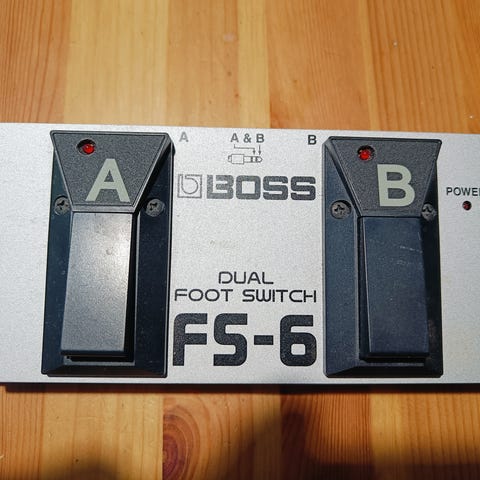 A A & B B
A
B
BOSS
POWER
DUAL
FOOT SWITCH
FS-6